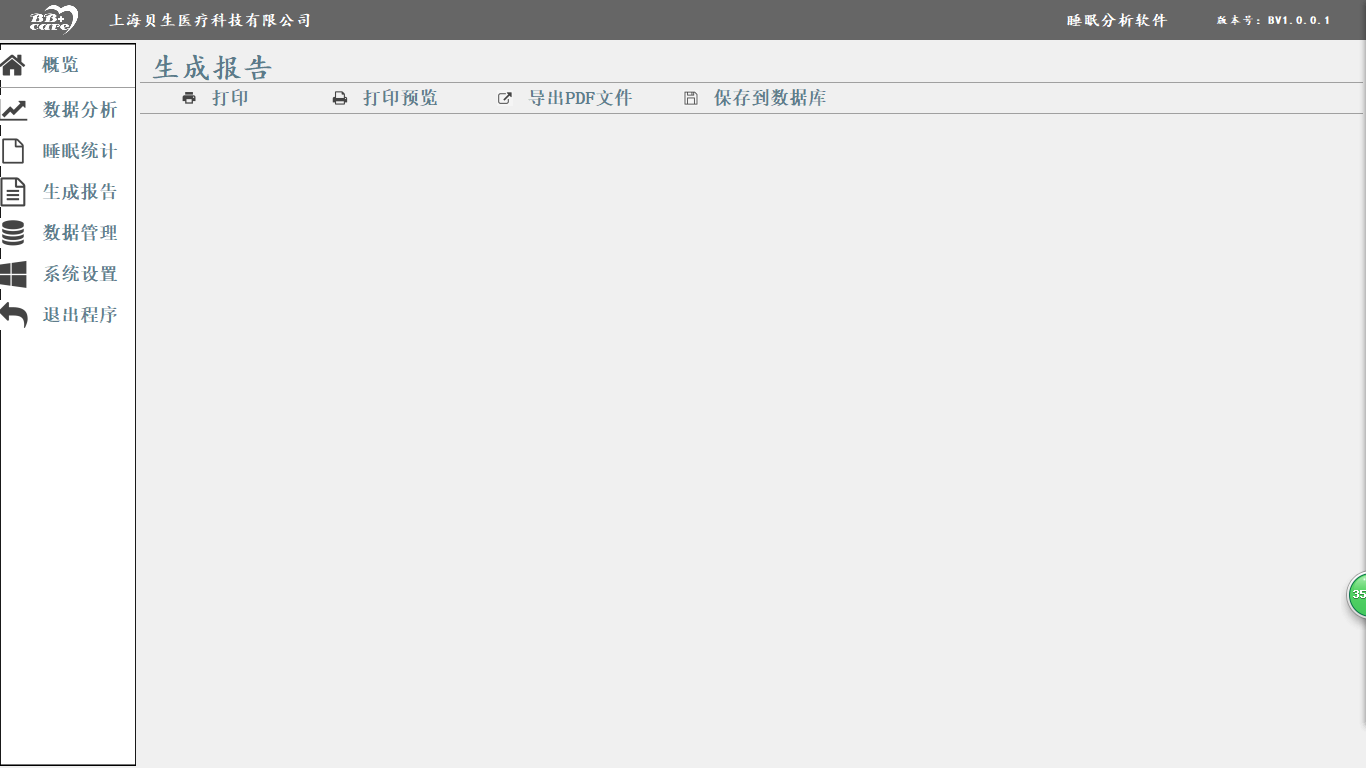 BB+ care
上海贝生医疗科技有限公司
睡眠分析软件
版本号：BV1.0.0.1
概览
数据分析
睡眠统计
生成报告
数据管理
系统设置
退出程序
生成报告
打印 打印预览 导出PDF文件 保存到数据库
35